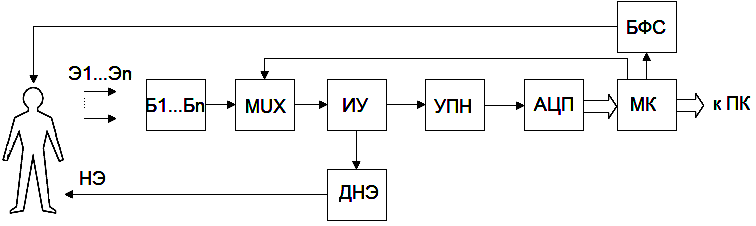 БФС
Э1...Эn
Б1...Бn
MUX
ИУ
УПН
АЦП
МК
к ПК
НЭ
ДНЭ